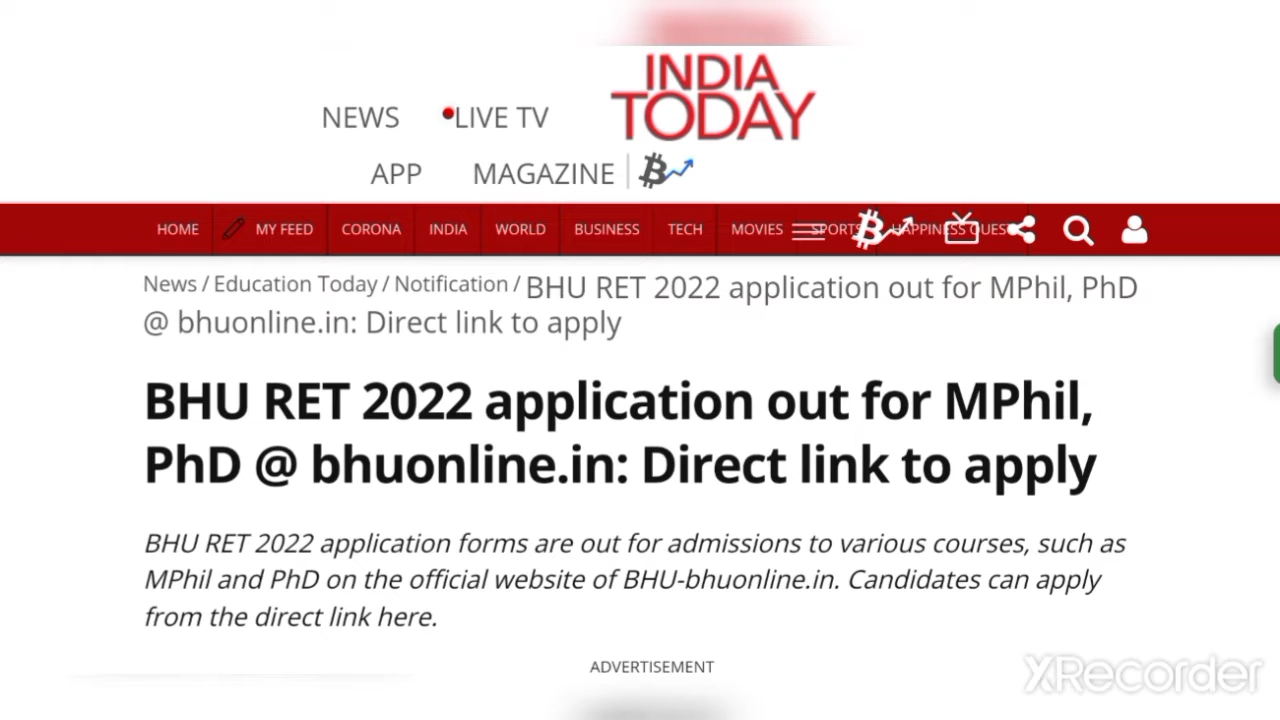 INDIA
TODAY
NEWS LIVE TV
APP MAGAZINE
HOME MY FEED CORONA INDIA WORLD BUSINESS TECH MOVIES SPORTS HAPPINESS QUEST
News / Education Today / Notification / BHU RET 2022 application out for MPhil, PhD
@ bhuonline.in: Direct link to apply
BHU RET 2022 application out for MPhil,
PhD @ bhuonline.in: Direct link to apply
BHU RET 2022 application forms are out for admissions to various courses, such as
MPhil and PhD on the official website of BHU-bhuonline.in. Candidates can apply
from the direct link here.
ADVERTISEMENT
XRecorder